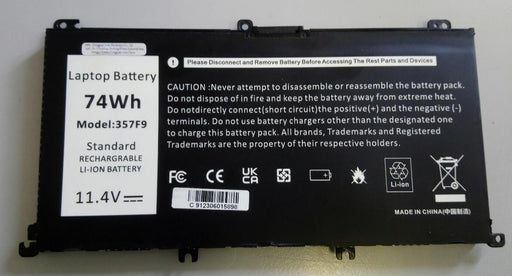 Laptop Battery
74Wh
Model:357F9
Standard
RECHARGRABLE
LI-ION BATTERY
11.4V
! Please Disconnect and Remove Battery Before Accessing The Rest Parts and Devices
CAUTION :Never attempt to disassemble or reassemble the battery pack.
Do not dispose of in fire and keep the battery away from extreme heat.
Do notdirectly connect(short circuit)the positive(+) and the negative (-)
terminals. Do not use battery chargers other than the designated one
to charge this battery pack. All brands, Trademarks and Registered
Trademarks are the property of their respective holders.
FC CE UK CA
Li-ion
C 912306015898
MADE IN CHINA(中国制造)